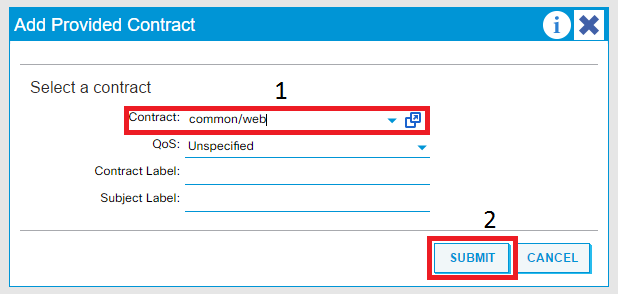 Add Provided Contract
Select a contract
1
Contract: common/web
QoS: Unspecified
Contract Label:
Subject Label:
2
SUBMIT CANCEL